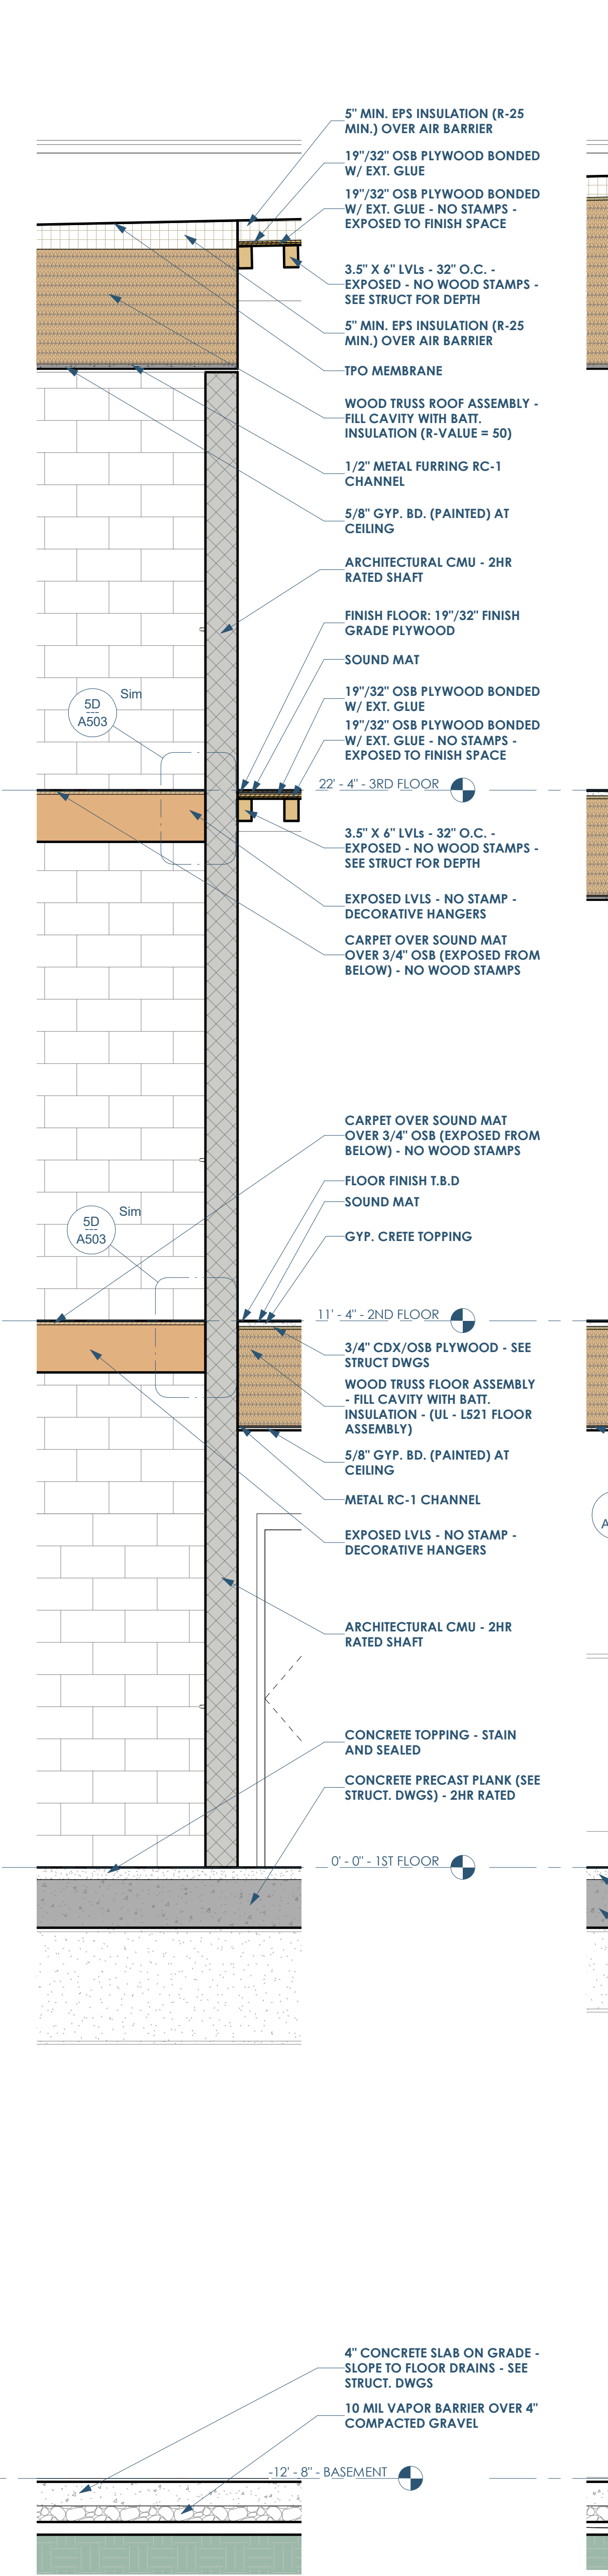 5" MIN. EPS INSULATION (R-25
MIN.) OVER AIR BARRIER
19"/32" OSB PLYWOOD BONDED
W/ EXT. GLUE
19"/32" OSB PLYWOOD BONDED
W/ EXT. GLUE - NO STAMPS -
EXPOSED TO FINISH SPACE
3.5" X 6" LVLs - 32" O.C. -
EXPOSED - NO WOOD STAMPS -
SEE STRUCT FOR DEPTH
5" MIN. EPS INSULATION (R-25
MIN.) OVER AIR BARRIER
TPO MEMBRANE
WOOD TRUSS ROOF ASSEMBLY -
FILL CAVITY WITH BATT.
INSULATION (R-VALUE = 50)
1/2" METAL FURRING RC-1
CHANNEL
5/8" GYP. BD. (PAINTED) AT
CEILING
ARCHITECTURAL CMU - 2HR
RATED SHAFT
FINISH FLOOR: 19"/32" FINISH
GRADE PLYWOOD
SOUND MAT
5D
---
A503
Sim
19"/32" OSB PLYWOOD BONDED
W/ EXT. GLUE
19"/32" OSB PLYWOOD BONDED
W/ EXT. GLUE - NO STAMPS -
EXPOSED TO FINISH SPACE
22' - 4" - 3RD FLOOR
3.5" X 6" LVLs - 32" O.C. -
EXPOSED - NO WOOD STAMPS -
SEE STRUCT FOR DEPTH
EXPOSED LVLS - NO STAMP -
DECORATIVE HANGERS
CARPET OVER SOUND MAT
OVER 3/4" OSB (EXPOSED FROM
BELOW) - NO WOOD STAMPS
CARPET OVER SOUND MAT
OVER 3/4" OSB (EXPOSED FROM
BELOW) - NO WOOD STAMPS
FLOOR FINISH T.B.D
SOUND MAT
5D
---
A503
Sim
GYP. CRETE TOPPING
11' - 4" - 2ND FLOOR
3/4" CDX/OSB PLYWOOD - SEE
STRUCT DWGS
WOOD TRUSS FLOOR ASSEMBLY
- FILL CAVITY WITH BATT.
INSULATION - (UL - L521 FLOOR
ASSEMBLY)
5/8" GYP. BD. (PAINTED) AT
CEILING
METAL RC-1 CHANNEL
A
EXPOSED LVLS - NO STAMP -
DECORATIVE HANGERS
ARCHITECTURAL CMU - 2HR
RATED SHAFT
CONCRETE TOPPING - STAIN
AND SEALED
CONCRETE PRECAST PLANK (SEE
STRUCT. DWGS) - 2HR RATED
0' - 0" - 1ST FLOOR
4" CONCRETE SLAB ON GRADE -
SLOPE TO FLOOR DRAINS - SEE
STRUCT. DWGS
10 MIL VAPOR BARRIER OVER 4"
COMPACTED GRAVEL
-12' - 8" - BASEMENT